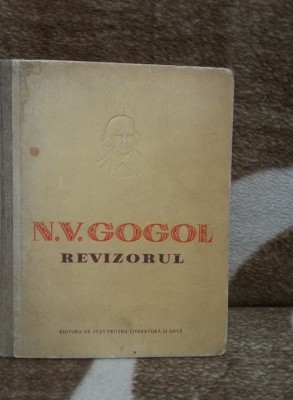 N.V. GOGOL
REVIZORUL
EDITURA DE STAT PENTRU LITERATURĂ ȘI ARTĂ